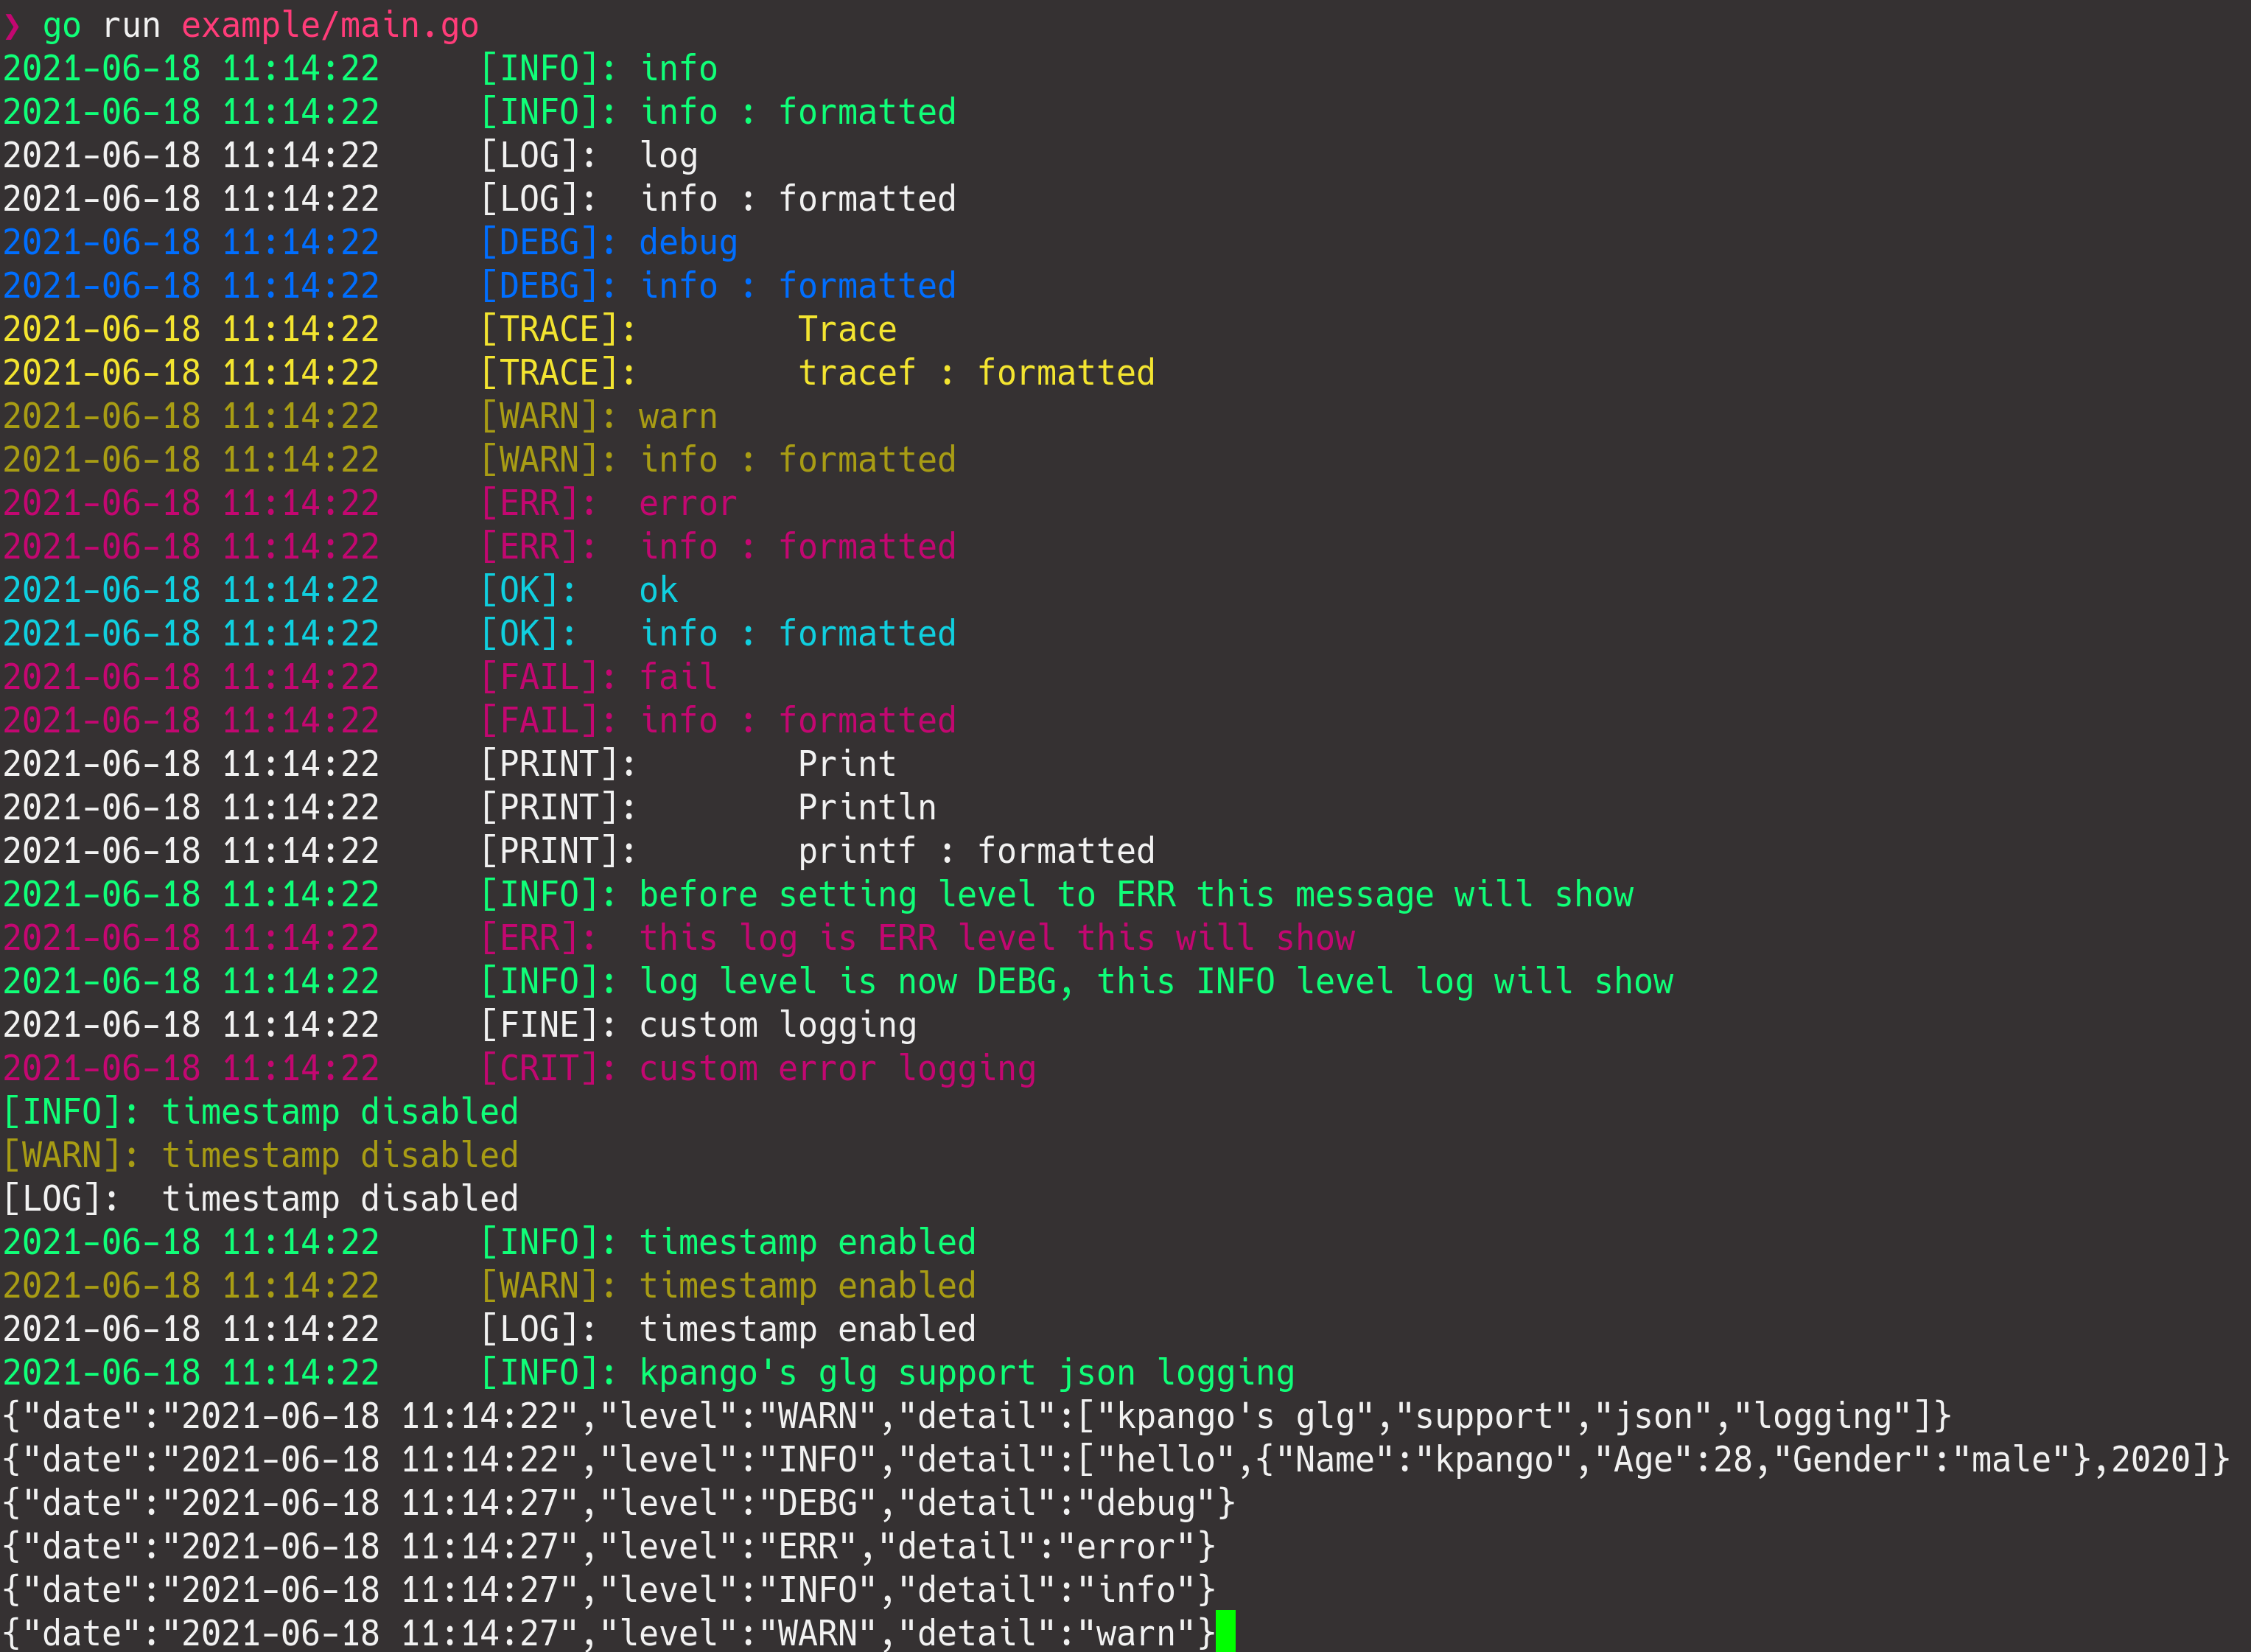 ❯ go run example/main.go
2021-06-18 11:14:22     [INFO]: info
2021-06-18 11:14:22     [INFO]: info : formatted
2021-06-18 11:14:22     [LOG]:  log
2021-06-18 11:14:22     [LOG]:  info : formatted
2021-06-18 11:14:22     [DEBG]: debug
2021-06-18 11:14:22     [DEBG]: info : formatted
2021-06-18 11:14:22     [TRACE]:        Trace
2021-06-18 11:14:22     [TRACE]:        tracef : formatted
2021-06-18 11:14:22     [WARN]: warn
2021-06-18 11:14:22     [WARN]: info : formatted
2021-06-18 11:14:22     [ERR]:  error
2021-06-18 11:14:22     [ERR]:  info : formatted
2021-06-18 11:14:22     [OK]:   ok
2021-06-18 11:14:22     [OK]:   info : formatted
2021-06-18 11:14:22     [FAIL]: fail
2021-06-18 11:14:22     [FAIL]: info : formatted
2021-06-18 11:14:22     [PRINT]:        Print
2021-06-18 11:14:22     [PRINT]:        Println
2021-06-18 11:14:22     [PRINT]:        printf : formatted
2021-06-18 11:14:22     [INFO]: before setting level to ERR this message will show
2021-06-18 11:14:22     [ERR]:  this log is ERR level this will show
2021-06-18 11:14:22     [INFO]: log level is now DEBG, this INFO level log will show
2021-06-18 11:14:22     [FINE]: custom logging
2021-06-18 11:14:22     [CRIT]: custom error logging
[INFO]: timestamp disabled
[WARN]: timestamp disabled
[LOG]:  timestamp disabled
2021-06-18 11:14:22     [INFO]: timestamp enabled
2021-06-18 11:14:22     [WARN]: timestamp enabled
2021-06-18 11:14:22     [LOG]:  timestamp enabled
2021-06-18 11:14:22     [INFO]: kpango's glg support json logging
{"date":"2021-06-18 11:14:22","level":"WARN","detail":["kpango's glg","support","json","logging"]}
{"date":"2021-06-18 11:14:22","level":"INFO","detail":["hello",{"Name":"kpango","Age":28,"Gender":"male"},2020]}
{"date":"2021-06-18 11:14:27","level":"DEBG","detail":"debug"}
{"date":"2021-06-18 11:14:27","level":"ERR","detail":"error"}
{"date":"2021-06-18 11:14:27","level":"INFO","detail":"info"}
{"date":"2021-06-18 11:14:27","level":"WARN","detail":"warn"}